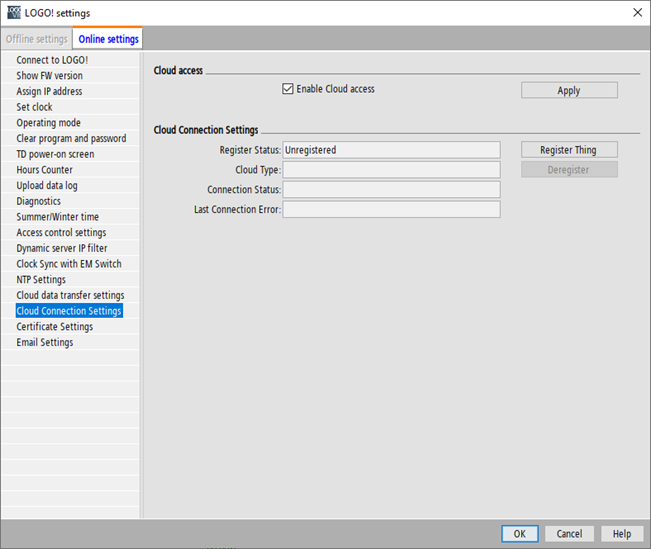 LOGO! settings
Offline settings
Online settings
Connect to LOGO!
Show FW version
Assign IP address
Set clock
Operating mode
Clear program and password
TD power-on screen
Hours Counter
Upload data log
Diagnostics
Summer/Winter time
Access control settings
Dynamic server IP filter
Clock Sync with EM Switch
NTP Settings
Cloud data transfer settings
Cloud Connection Settings
Certificate Settings
Email Settings
Cloud access
Enable Cloud access
Apply
Cloud Connection Settings
Register Status: Unregistered
Register Thing
Cloud Type:
Deregister
Connection Status:
Last Connection Error:
OK
Cancel
Help